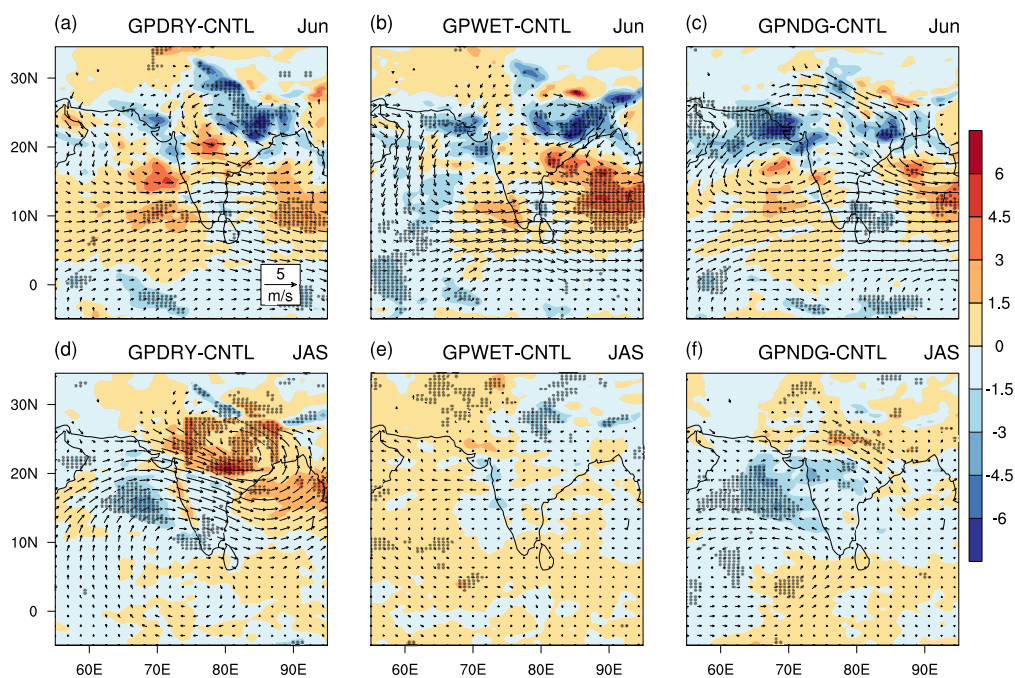 (a) GPDRY-CNTL Jun
(b) GPWET-CNTL Jun
(c) GPNDG-CNTL Jun
30N
20N
10N
0
5
m/s
6
4.5
3
1.5
0
-1.5
-3
-4.5
-6
(d) GPDRY-CNTL JAS
(e) GPWET-CNTL JAS
(f) GPNDG-CNTL JAS
30N
20N
10N
0
60E 70E 80E 90E
60E 70E 80E 90E
60E 70E 80E 90E